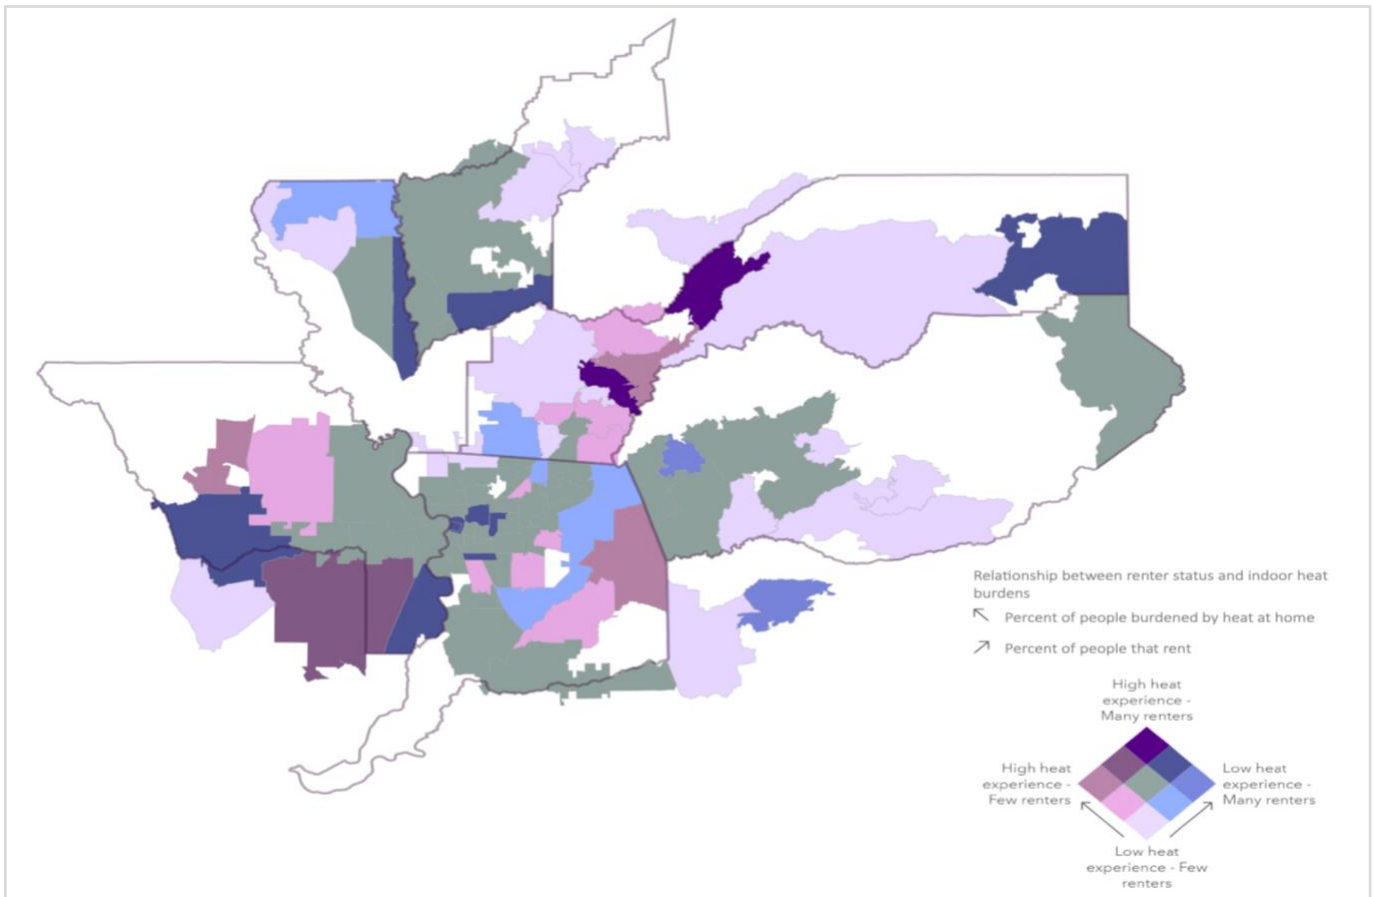 Relationship between renter status and indoor heat
burdens
Percent of people burdened by heat at home
Percent of people that rent
High heat
experience -
Many renters
High heat
experience -
Few renters
Low heat
experience -
Many renters
Low heat
experience - Few
renters